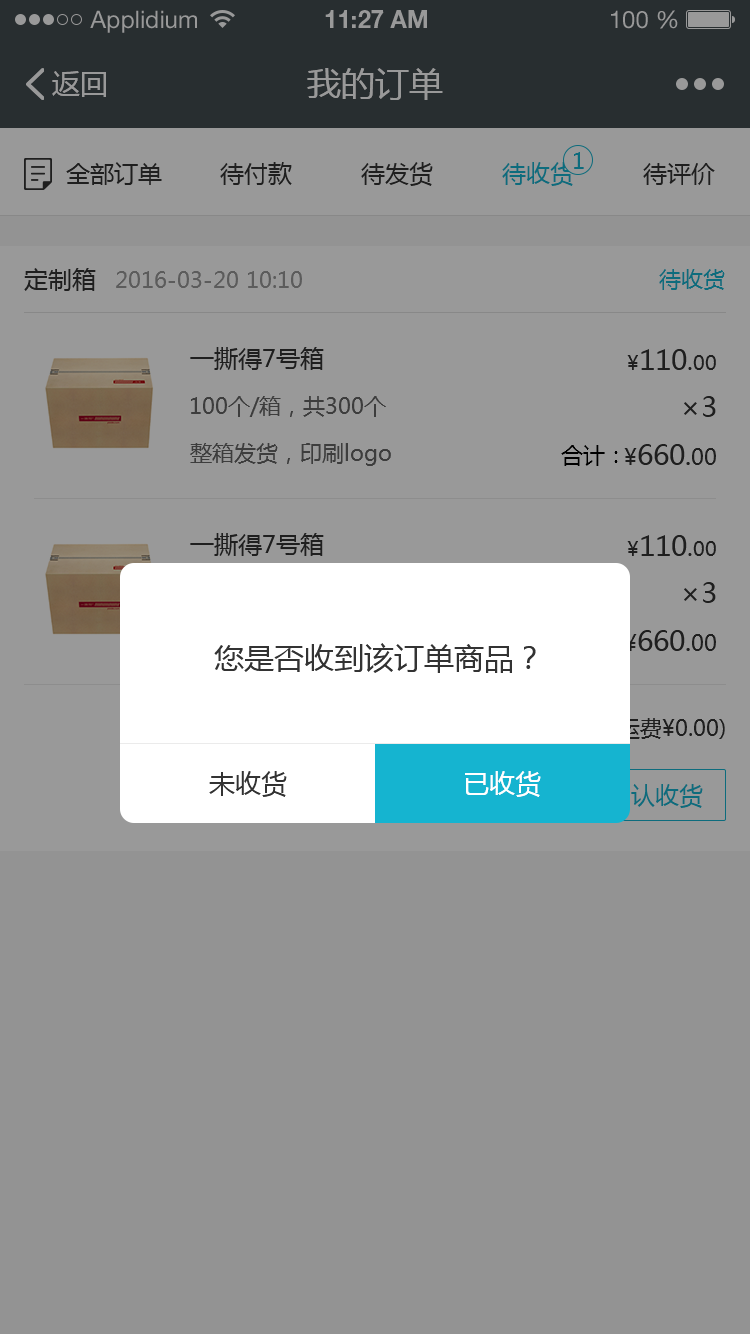 Applidium 11:27 AM 100 %
返回 我的订单
全部订单 待付款 待发货 待收货 1 待评价
定制箱 2016-03-20 10:10 待收货
一撕得7号箱 ¥110.00
100个/箱，共300个 ×3
整箱发货，印刷logo 合计：¥660.00
一撕得7号箱 ¥110.00
×3
¥660.00
您是否收到该订单商品？
运费¥0.00)
未收货 已收货
认收货